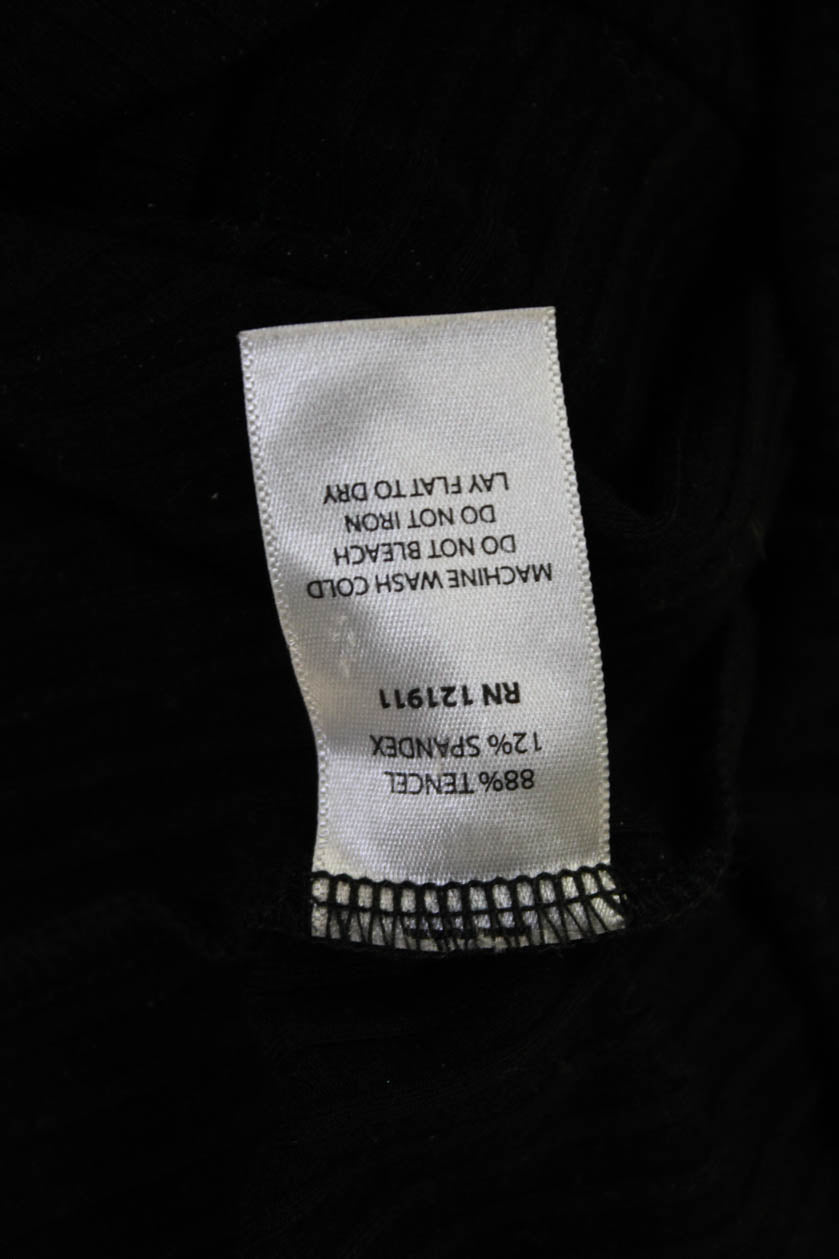 88% TENCEL
12% SPANDEX
RN 121911
MACHINE WASH COLD
DO NOT BLEACH
DO NOT IRON
LAY FLAT TO DRY